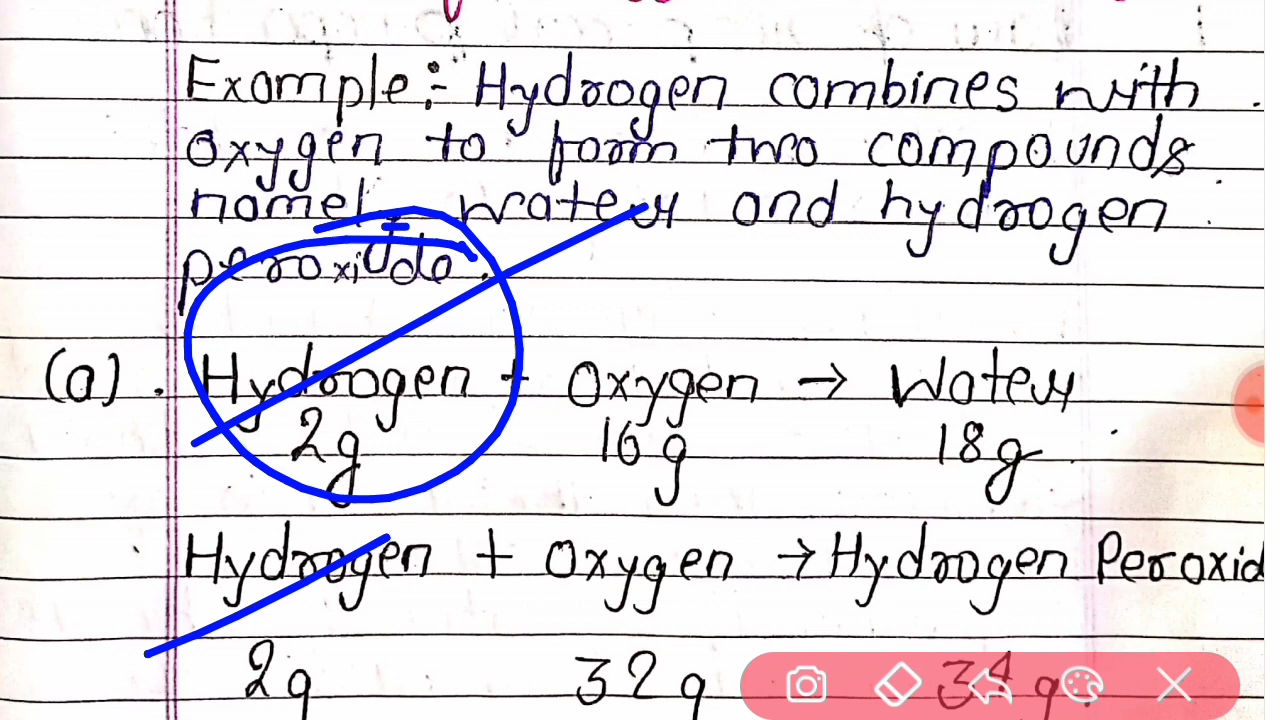 Example:- Hydrogen combines with
oxygen to form two compounds
namely water and hydrogen
peroxide.
(a). Hydrogen + Oxygen → Water
2g 16g 18g
Hydrogen + Oxygen → Hydrogen Peroxid
2g 32g 34g.